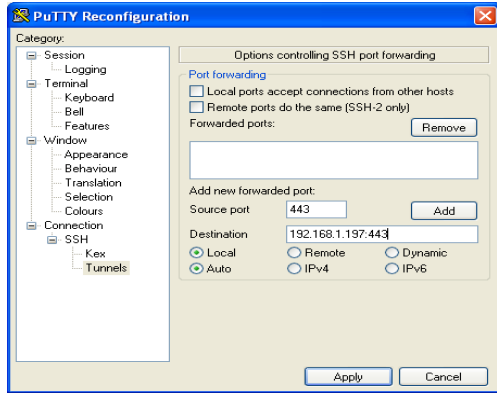 PuTTY Reconfiguration
Category:
Session
Logging
Terminal
Keyboard
Bell
Features
Window
Appearance
Behaviour
Translation
Selection
Colours
Connection
SSH
Kex
Tunnels
Options controlling SSH port forwarding
Port forwarding
Local ports accept connections from other hosts
Remote ports do the same (SSH-2 only)
Forwarded ports:
Remove
Add new forwarded port:
Source port 443 Add
Destination 192.168.1.197:443
Local Remote Dynamic
Auto IPv4 IPv6
Apply Cancel